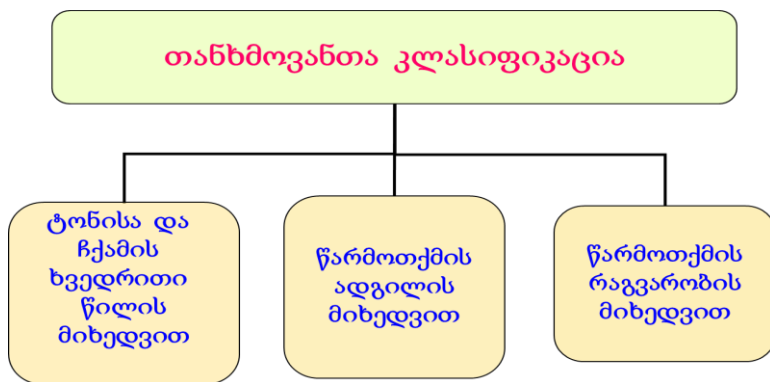 თანხმოვანთა კლასიფიკაცია
ტონისა და
ჩქამის
ხვედრითი
წილის
მიხედვით
წარმოთქმის
ადგილის
მიხედვით
წარმოთქმის
რაგვარობის
მიხედვით